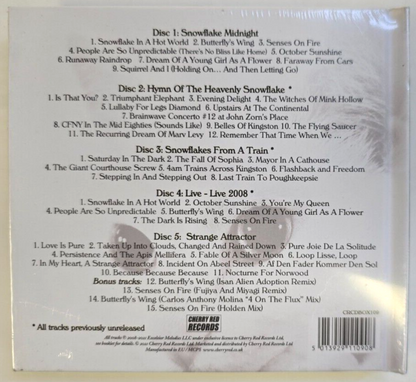 Disc 1: Snowflake Midnight
1. Snowflake In A Hot World 2. Butterfly's Wing 3. Senses On Fire
4. People Are So Unpredictable (There's No Bliss Like Home) 5. October Sunshine
6. Runaway Raindrop 7. Dream Of A Young Girl As A Flower 8. Faraway From Cars
9. Squirrel And I (Holding On... And Then Letting Go)
Disc 2: Hymn Of The Heavenly Snowflake *
1. Is That You? 2. Triumphant Elephant 3. Evening Delight 4. The Witches Of Mink Hollow
5. Lullaby For Legs Diamond 6. Upstairs At The Continental
7. Brainwave Concerto #12 at John Zorn's Place
8. CFNY In The Mid Eighties (Sounds Like) 9. Belles Of Kingston 10. The Flying Saucer
11. The Recurring Dream Of Mary Levy 12. Remember That Time When We ...
Disc 3: Snowflakes From A Train *
1. Saturday In The Dark 2. The Fall Of Sophia 3. Mayor In A Cathouse
4. The Giant Courthouse Screw 5. 4am Trains Across Kingston 6. Flashback and Freedom
7. Stepping In and Stepping Out 8. Last Train To Poughkeepsie
Disc 4: Live - Live 2008 *
1. Snowflake In A Hot World 2. October Sunshine 3. You're My Queen
4. People Are So Unpredictable 5. Butterfly's Wing 6. Dream Of A Young Girl As A Flower
7. The Dark Is Rising 8. Senses On Fire
Disc 5: Strange Attractor
1. Love Is Pure 2. Taken Up Into Clouds, Changed And Rained Down 3. Pure Joie De La Solitude
4. Persistence And The Apis Mellifera 5. Fable Of A Silver Moon 6. Loop Lisse, Loop
7. In My Heart, A Strange Attractor 8. Incident On Abeel Street 9. Af Den Fader Kommer Den Sol
10. Because Because Because 11. Nocturne For Norwood
Bonus tracks: 12. Butterfly's Wing (Isan Alien Adoption Remix)
13. Senses On Fire (Fujiya And Miyagi Remix)
14. Butterfly's Wing (Carlos Anthony Molina "4 On The Flux" Mix)
15. Senses On Fire (Holden Mix)
* All tracks previously unreleased
CHERRY RED
RECORDS
5 013929 110908